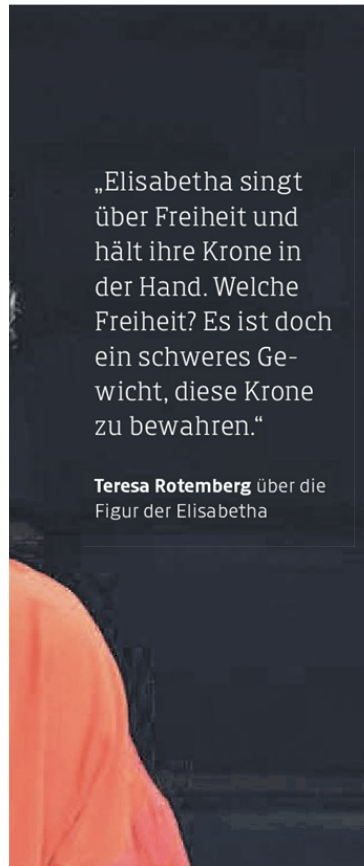 „Elisabetha singt
über Freiheit und
hält ihre Krone in
der Hand. Welche
Freiheit? Es ist doch
ein schweres Ge-
wicht, diese Krone
zu bewahren.“
Teresa Rotemberg über die
Figur der Elisabetha